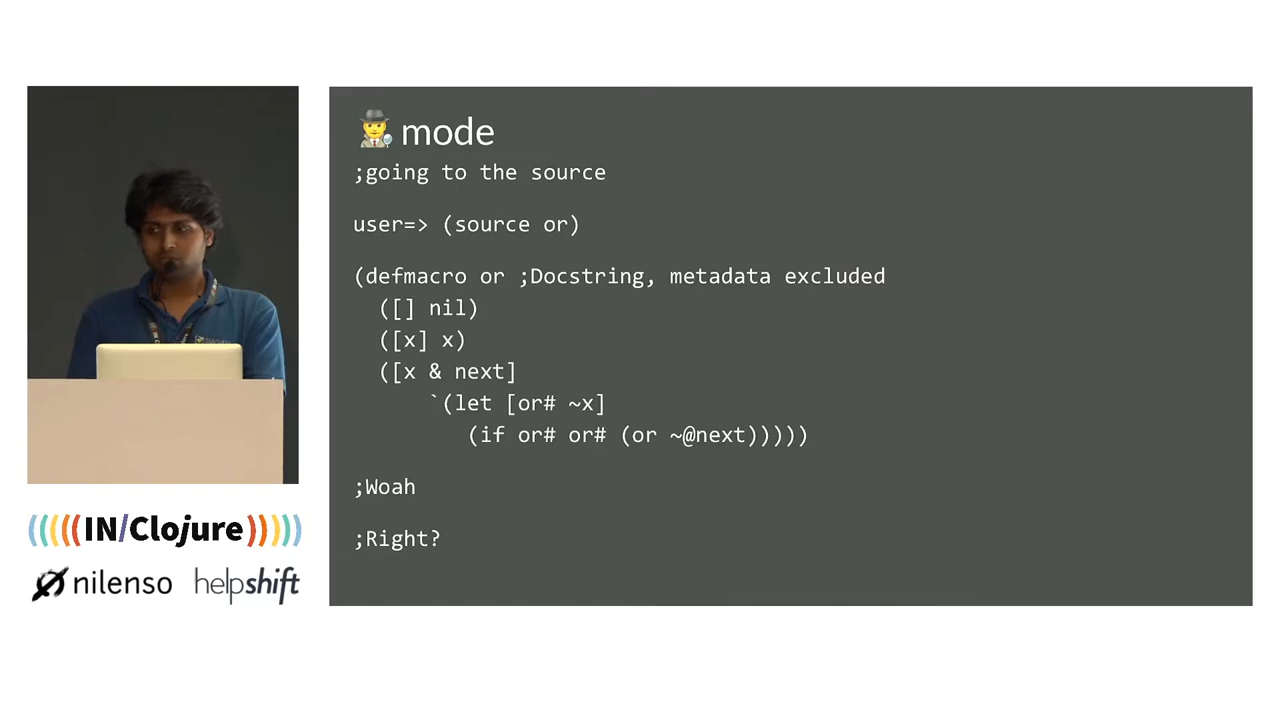 mode
;going to the source
user=> (source or)
(defmacro or ;Docstring, metadata excluded
  ([] nil)
  ([x] x)
  ([x & next]
      `(let [or# ~x]
         (if or# or# (or ~@next)))))
;Woah
;Right?
(((((IN/Clojure)))))
nilenso helpshift